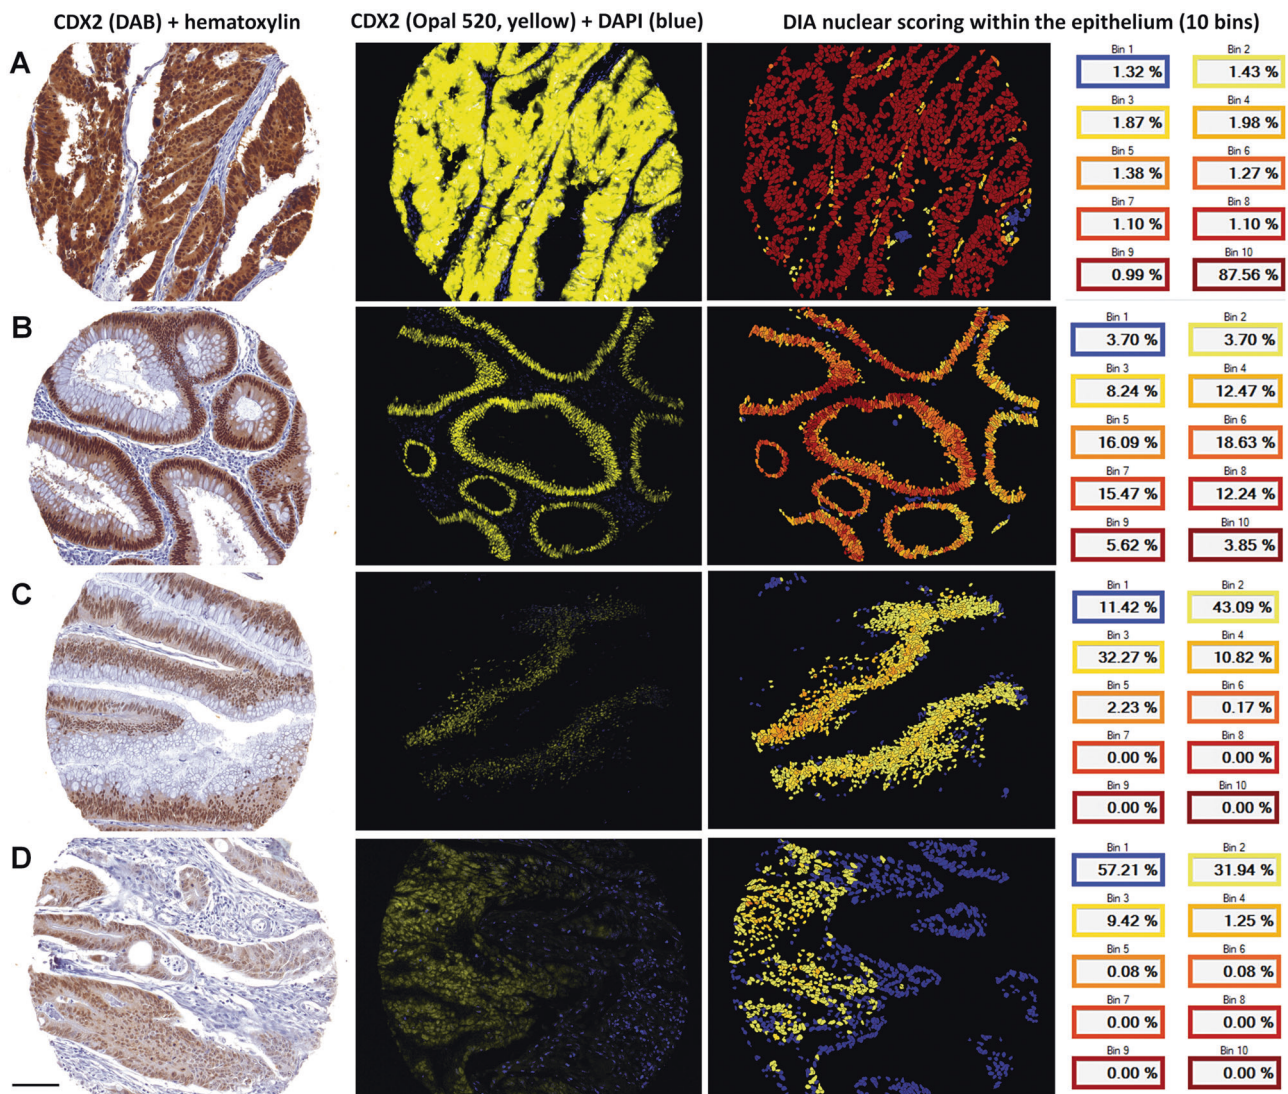 CDX2 (DAB) + hematoxylin
CDX2 (Opal 520, yellow) + DAPI (blue)
DIA nuclear scoring within the epithelium (10 bins)
A
Bin 1 Bin 2
1.32 % 1.43 %
Bin 3 Bin 4
1.87 % 1.98 %
Bin 5 Bin 6
1.38 % 1.27 %
Bin 7 Bin 8
1.10 % 1.10 %
Bin 9 Bin 10
0.99 % 87.56 %
B
Bin 1 Bin 2
3.70 % 3.70 %
Bin 3 Bin 4
8.24 % 12.47 %
Bin 5 Bin 6
16.09 % 18.63 %
Bin 7 Bin 8
15.47 % 12.24 %
Bin 9 Bin 10
5.62 % 3.85 %
C
Bin 1 Bin 2
11.42 % 43.09 %
Bin 3 Bin 4
32.27 % 10.82 %
Bin 5 Bin 6
2.23 % 0.17 %
Bin 7 Bin 8
0.00 % 0.00 %
Bin 9 Bin 10
0.00 % 0.00 %
D
Bin 1 Bin 2
57.21 % 31.94 %
Bin 3 Bin 4
9.42 % 1.25 %
Bin 5 Bin 6
0.08 % 0.08 %
Bin 7 Bin 8
0.00 % 0.00 %
Bin 9 Bin 10
0.00 % 0.00 %